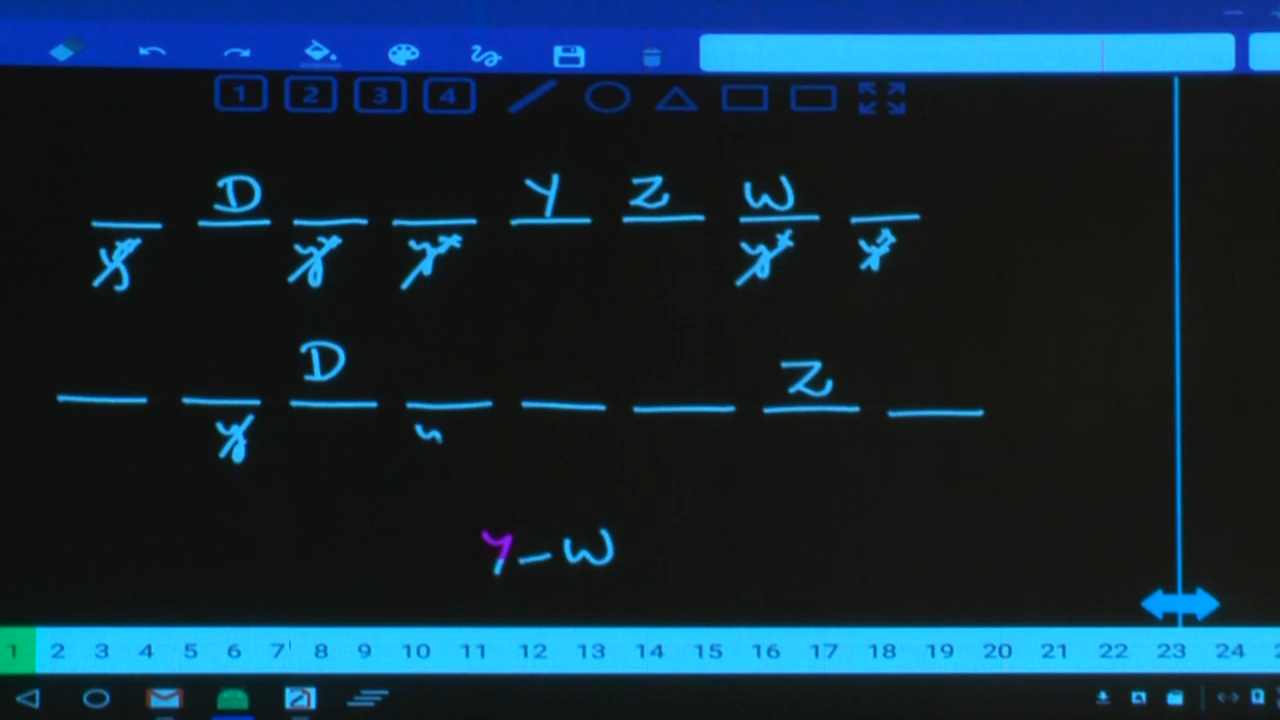 1 2 3 4
D Y Z W
D Z
y
Y - W
1 2 3 4 5 6 7 8 9 10 11 12 13 14 15 16 17 18 19 20 21 22 23 24